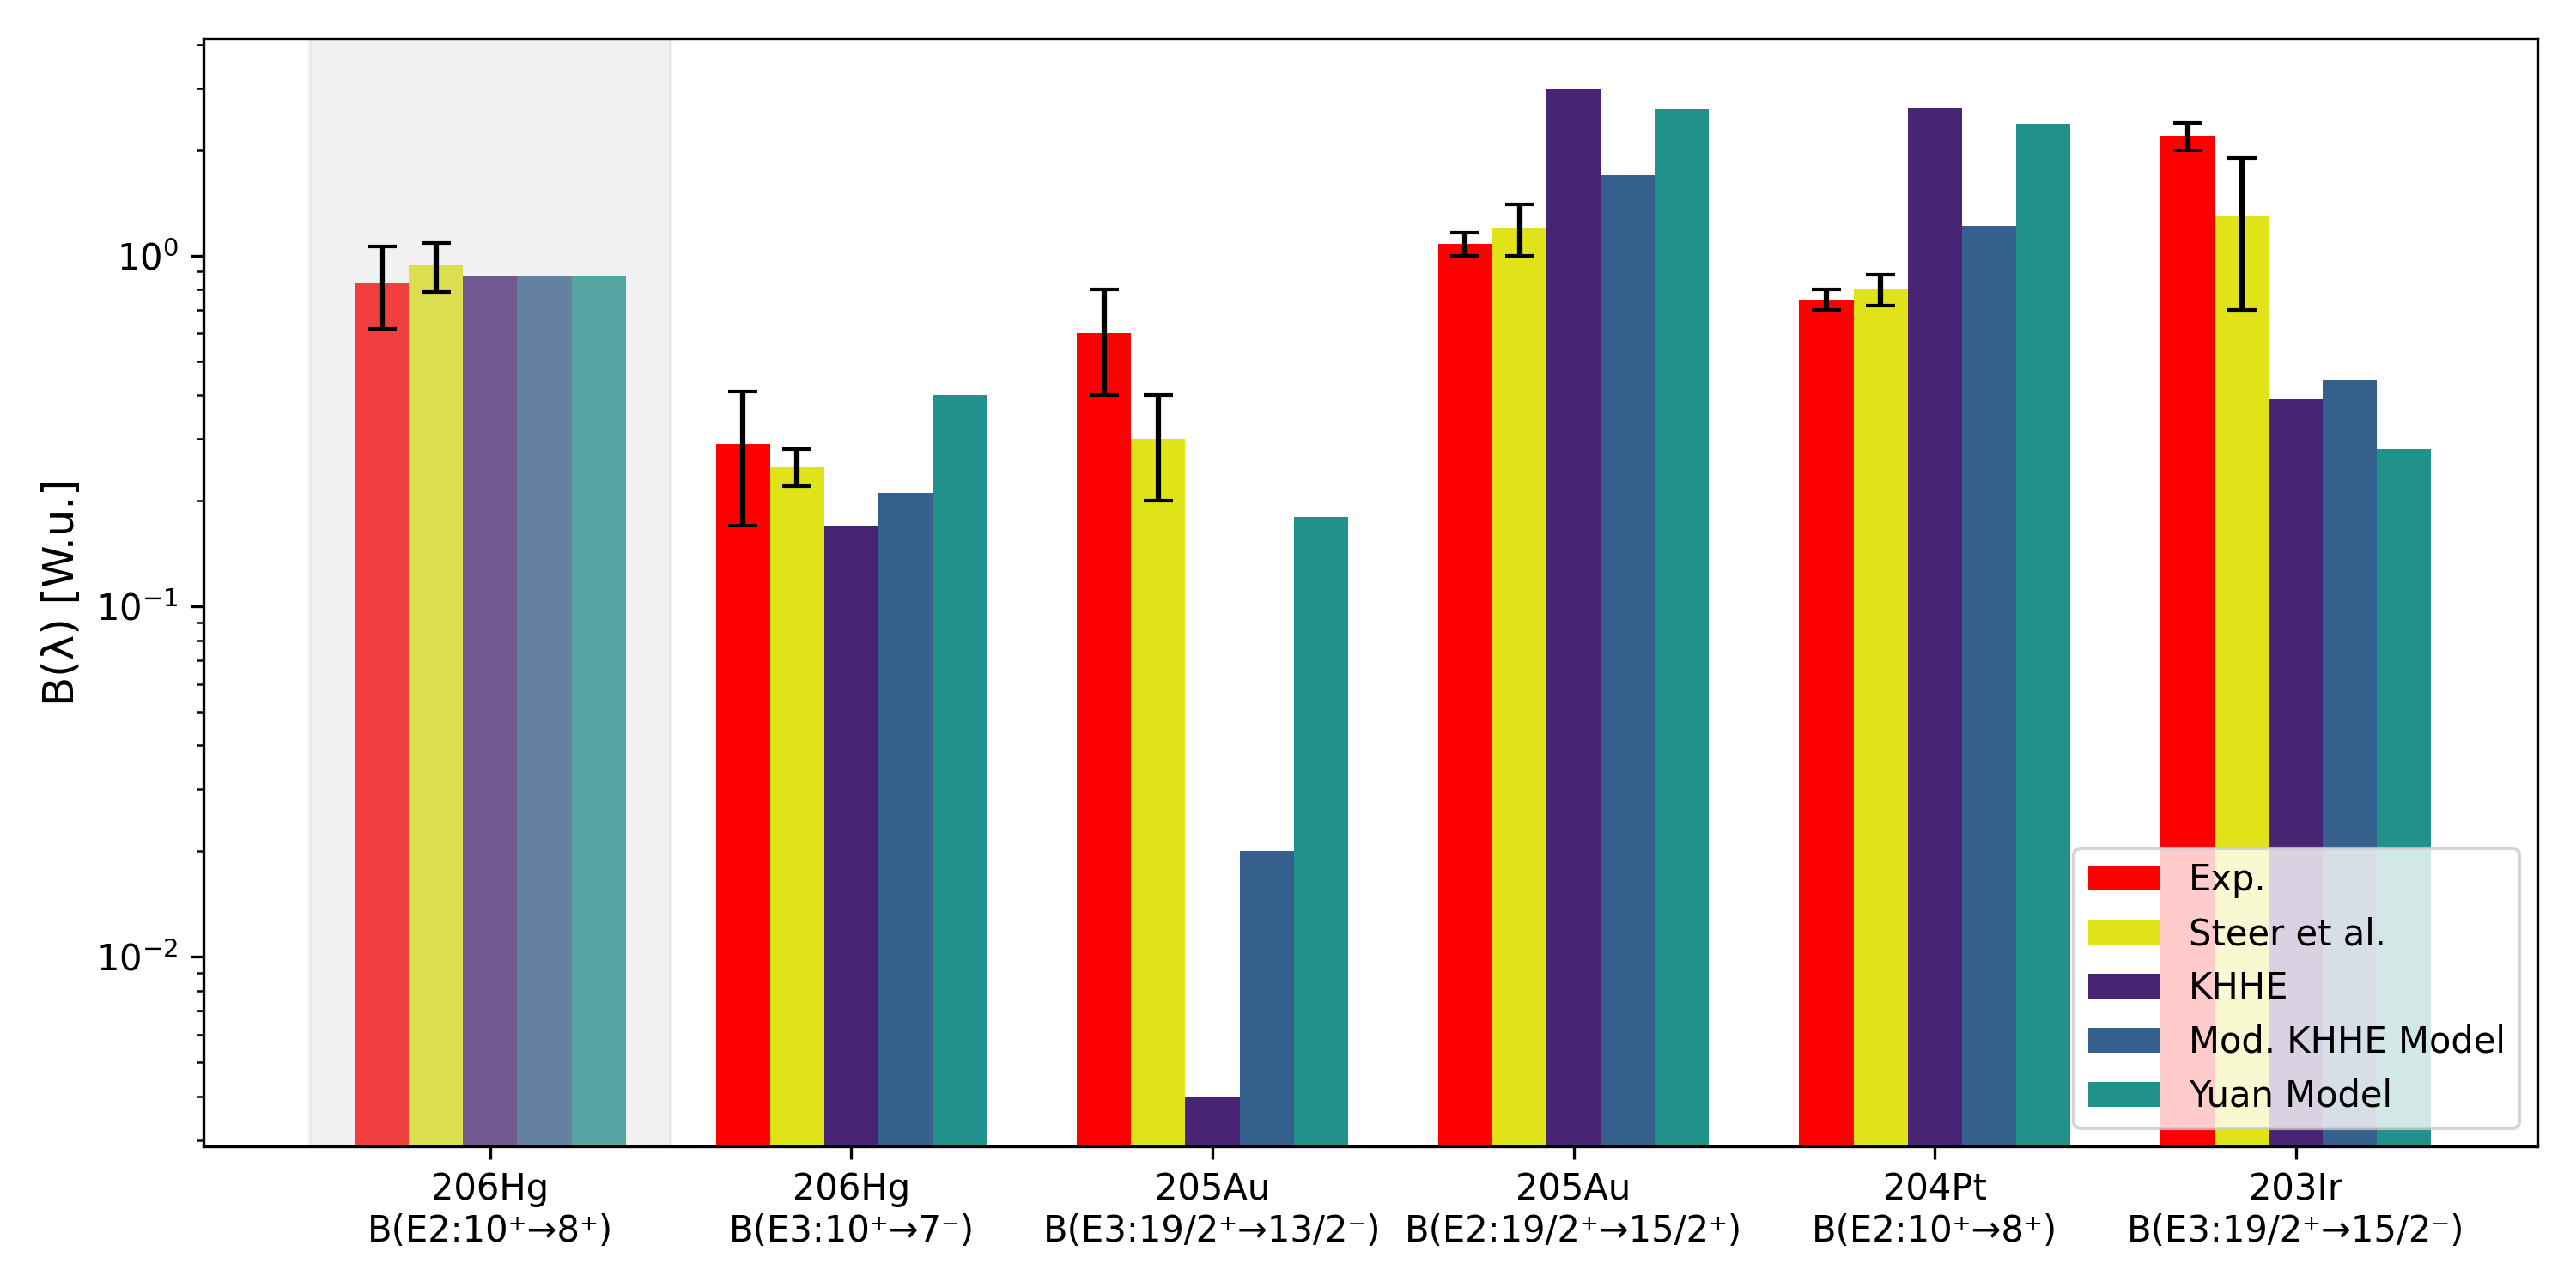 B(λ) [W.u.]
10⁰
10⁻¹
10⁻²
Exp.
Steer et al.
KHHE
Mod. KHHE Model
Yuan Model
206Hg
B(E2:10⁺→8⁺)
206Hg
B(E3:10⁺→7⁻)
205Au
B(E3:19/2⁺→13/2⁻)
205Au
B(E2:19/2⁺→15/2⁺)
204Pt
B(E2:10⁺→8⁺)
203Ir
B(E3:19/2⁺→15/2⁻)